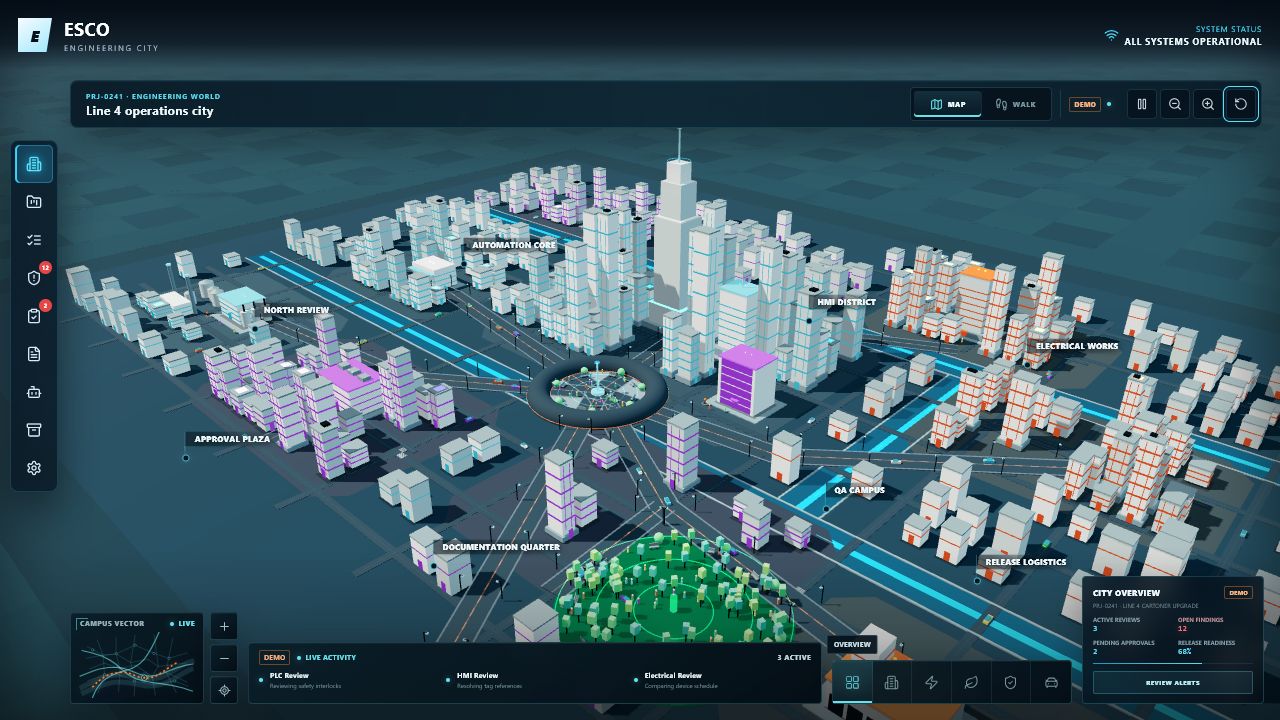 E
ESCO
ENGINEERING CITY
SYSTEM STATUS
ALL SYSTEMS OPERATIONAL
PRJ-0241 · ENGINEERING WORLD
Line 4 operations city
MAP
WALK
DEMO
12
2
AUTOMATION CORE
NORTH REVIEW
HMI DISTRICT
ELECTRICAL WORKS
APPROVAL PLAZA
QA CAMPUS
DOCUMENTATION QUARTER
RELEASE LOGISTICS
CAMPUS VECTOR
LIVE
DEMO
LIVE ACTIVITY
3 ACTIVE
PLC Review
Reviewing safety interlocks
HMI Review
Resolving tag references
Electrical Review
Comparing device schedule
OVERVIEW
CITY OVERVIEW
DEMO
PRJ-0241 · LINE 4 CARTONER UPGRADE
ACTIVE REVIEWS
3
OPEN FINDINGS
12
PENDING APPROVALS
2
RELEASE READINESS
68%
REVIEW ALERTS